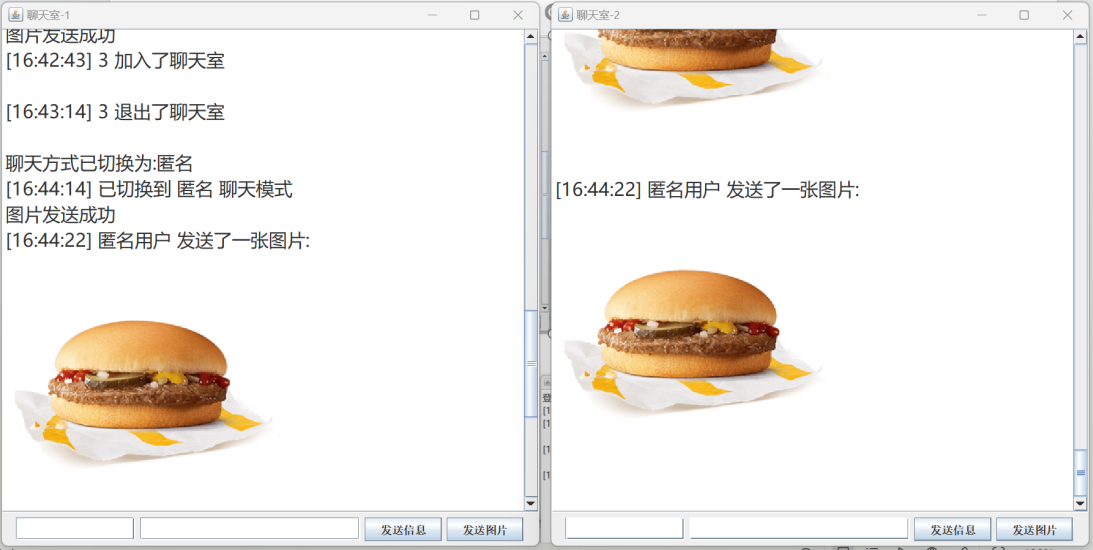 聊天室-1
图片发送成功
[16:42:43] 3 加入了聊天室
[16:43:14] 3 退出了聊天室
聊天方式已切换为:匿名
[16:44:14] 已切换到 匿名 聊天模式
图片发送成功
[16:44:22] 匿名用户 发送了一张图片:
发送信息
发送图片
聊天室-2
[16:44:22] 匿名用户 发送了一张图片:
发送信息
发送图片